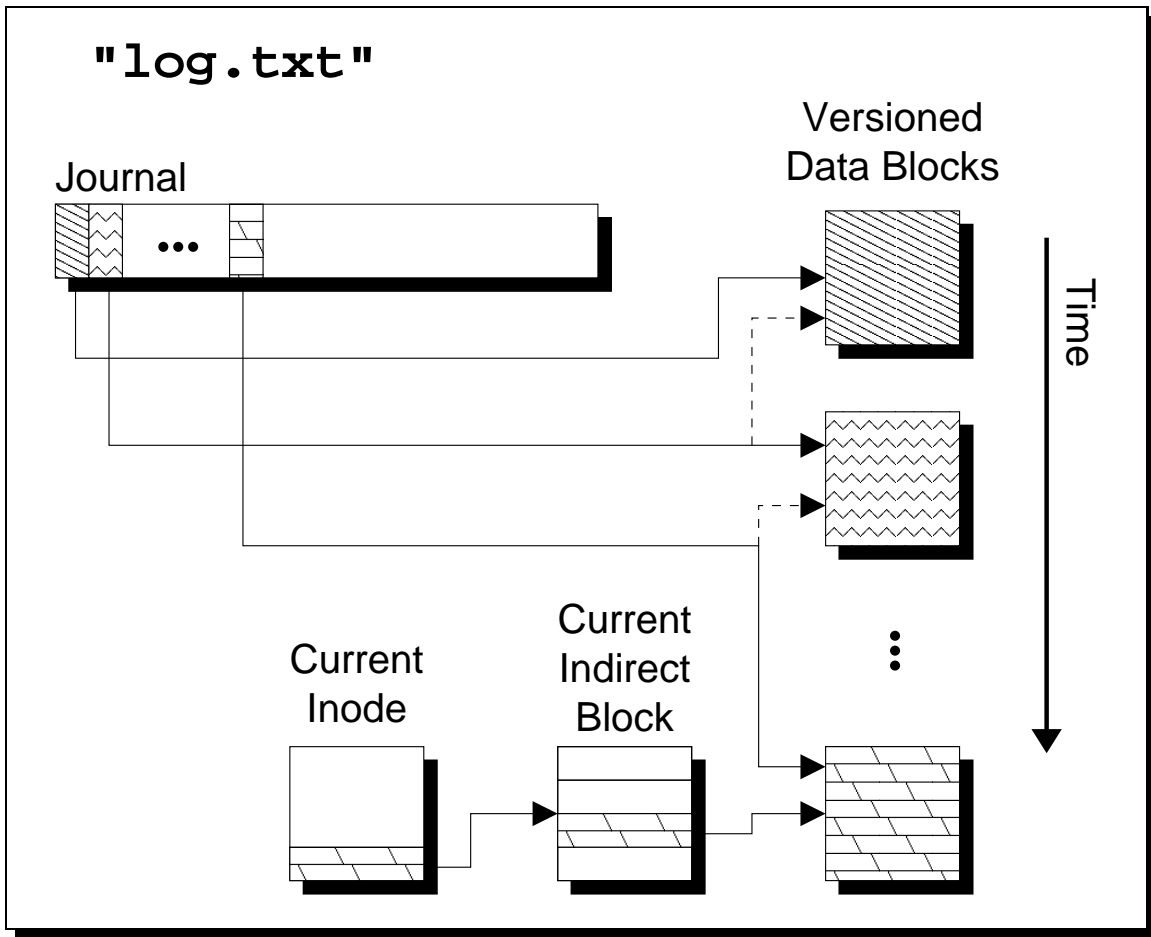 "log.txt"
Versioned
Data Blocks
Journal
•••
Time
Current
Inode
Current
Indirect
Block